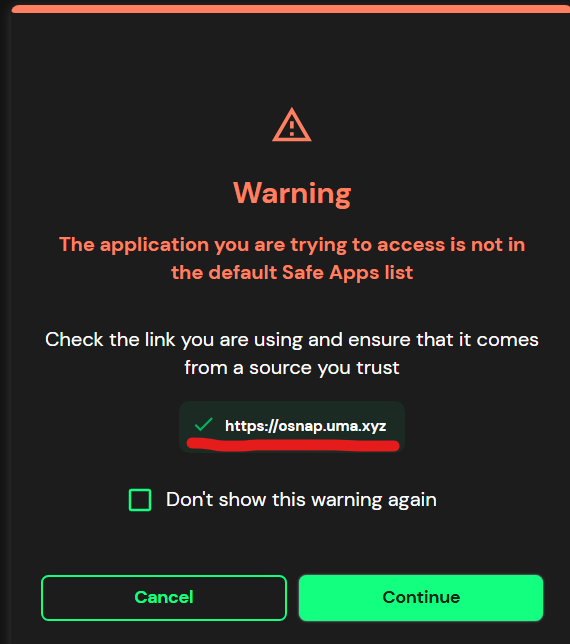 Warning
The application you are trying to access is not in
the default Safe Apps list
Check the link you are using and ensure that it comes
from a source you trust
https://osnap.uma.xyz
Don't show this warning again
Cancel
Continue